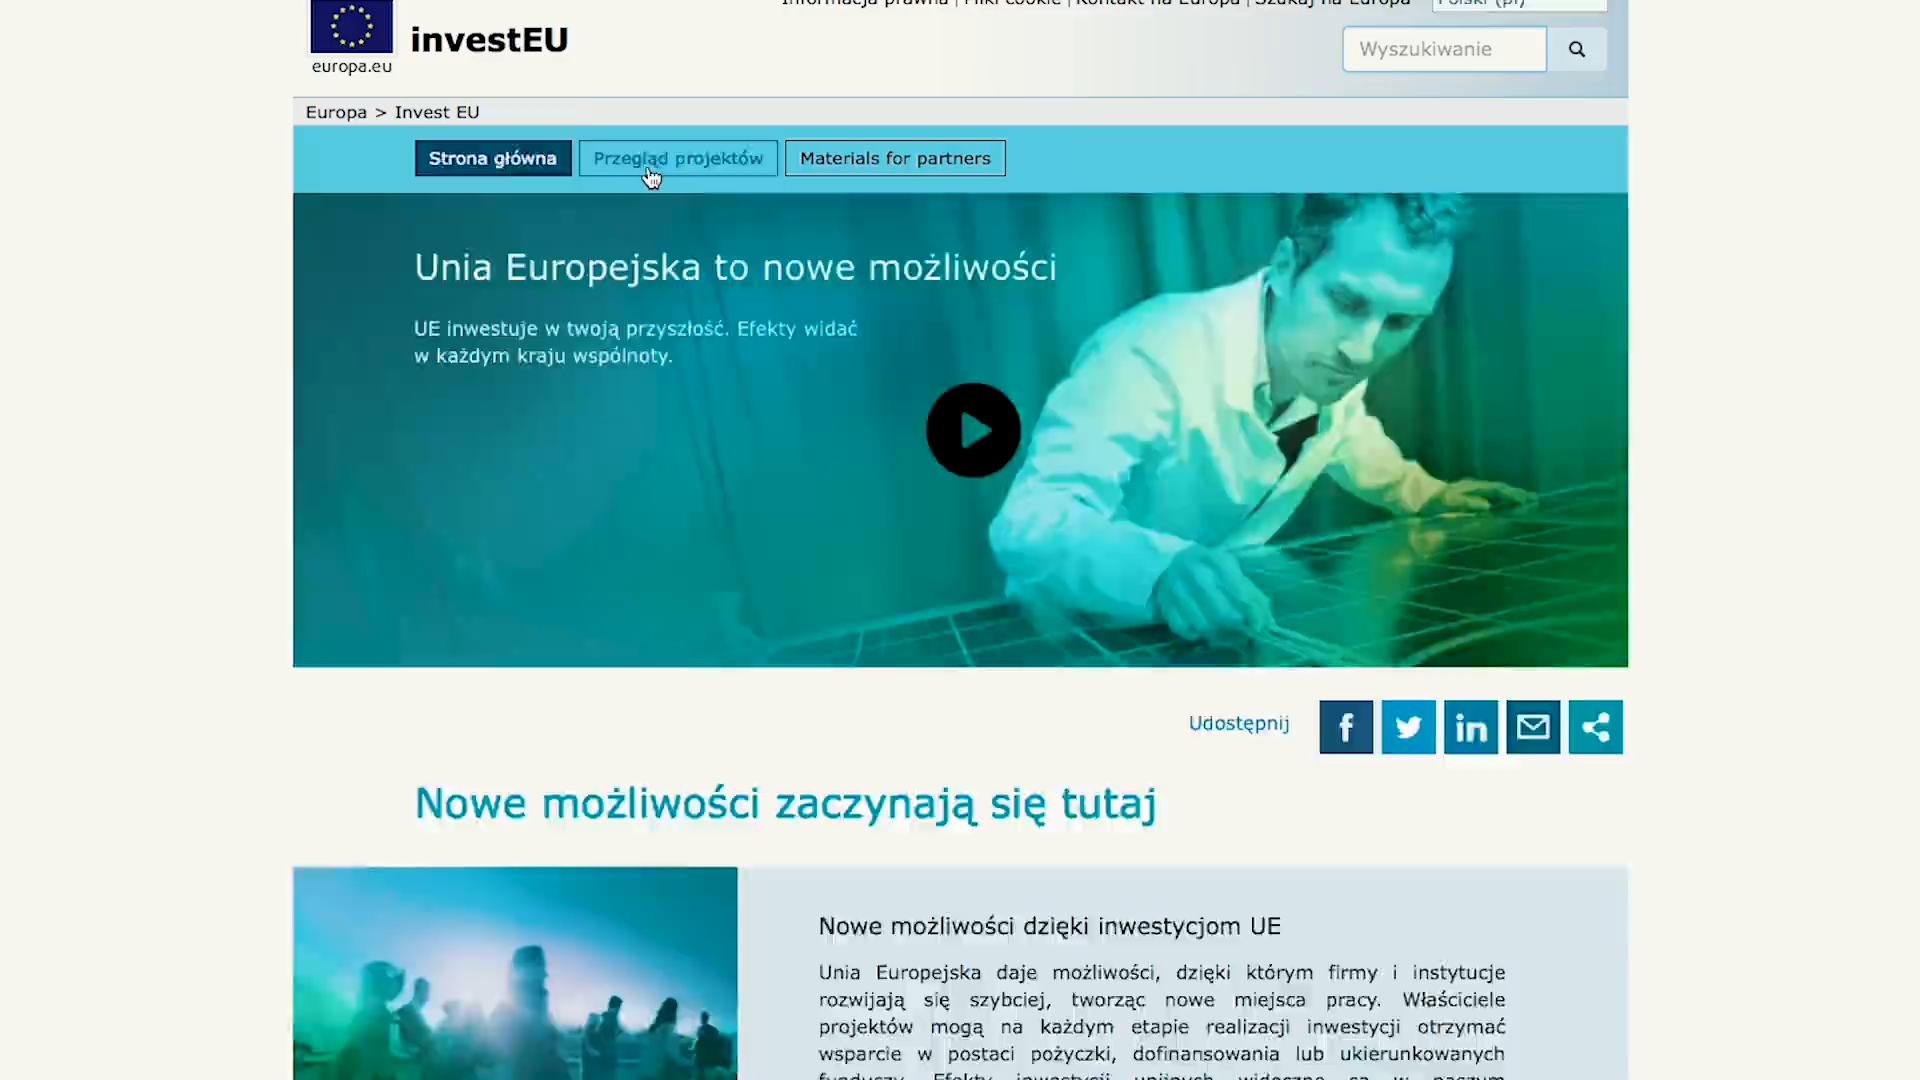 Informacja prawna | Pliki cookie | Kontakt na Europa | Szukaj na Europa
Polski (pl)
investEU
europa.eu
Wyszukiwanie
Europa > Invest EU
Strona główna
Przegląd projektów
Materials for partners
Unia Europejska to nowe możliwości
UE inwestuje w twoją przyszłość. Efekty widać
w każdym kraju wspólnoty.
Udostępnij
Nowe możliwości zaczynają się tutaj
Nowe możliwości dzięki inwestycjom UE
Unia Europejska daje możliwości, dzięki którym firmy i instytucje
rozwijają się szybciej, tworząc nowe miejsca pracy. Właściciele
projektów mogą na każdym etapie realizacji inwestycji otrzymać
wsparcie w postaci pożyczki, dofinansowania lub ukierunkowanych
funduszy. Efekty inwestycji unijnych widoczne są w naszym